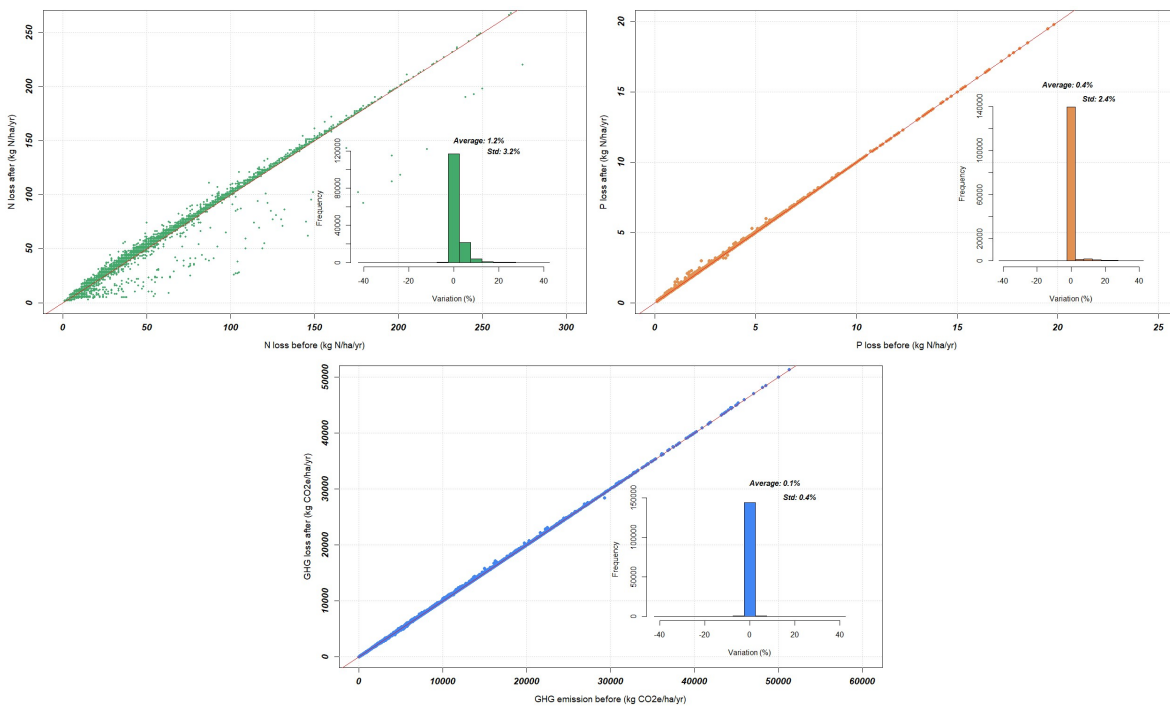 250
200
150
100
50
0
N loss after (kg N/ha/yr)
0 50 100 150 200 250 300
N loss before (kg N/ha/yr)
Average: 1.2%
Std: 3.2%
120000
80000
40000
0
Frequency
-40 -20 0 20 40
Variation (%)
20
15
10
5
0
P loss after (kg N/ha/yr)
0 5 10 15 20 25
P loss before (kg N/ha/yr)
Average: 0.4%
Std: 2.4%
140000
100000
60000
20000
0
Frequency
-40 -20 0 20 40
Variation (%)
50000
40000
30000
20000
10000
0
GHG loss after (kg CO2e/ha/yr)
0 10000 20000 30000 40000 50000 60000
GHG emission before (kg CO2e/ha/yr)
Average: 0.1%
Std: 0.4%
150000
100000
50000
0
Frequency
-40 -20 0 20 40
Variation (%)